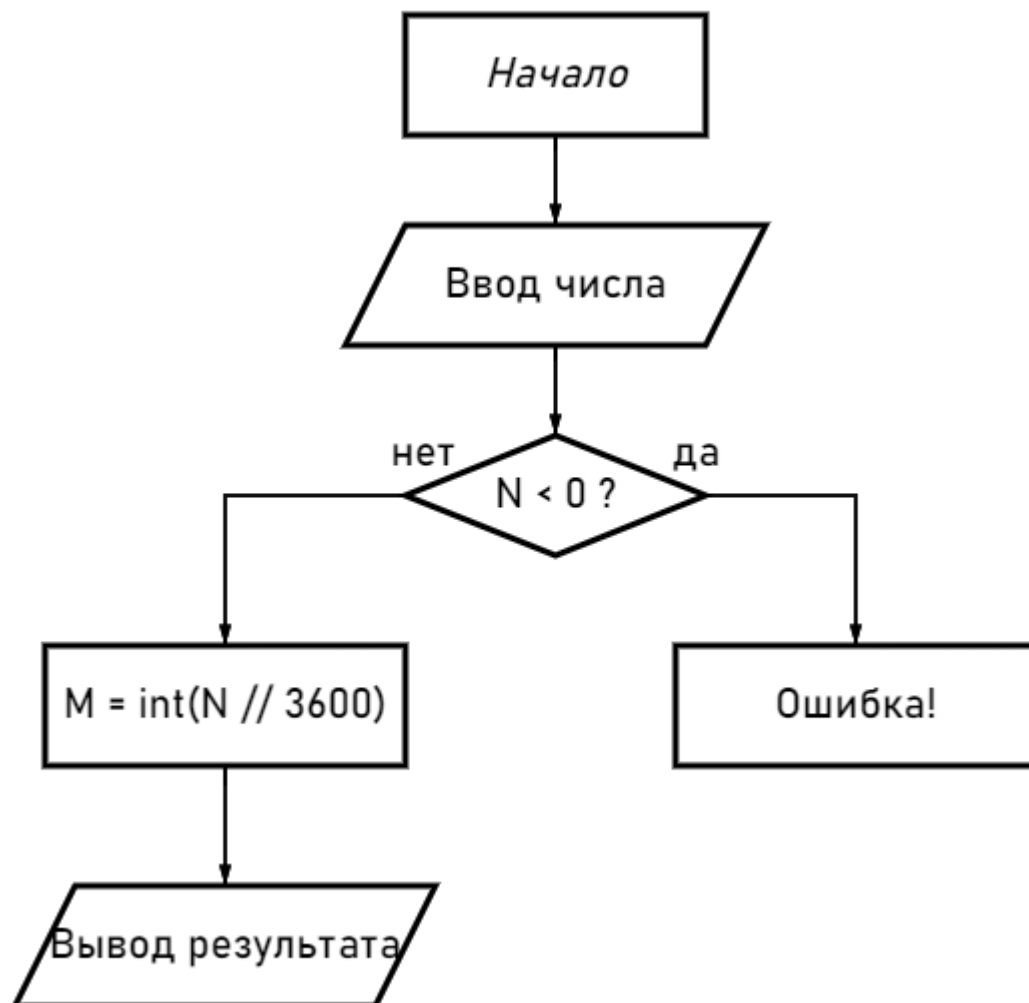 Начало
Ввод числа
нет
да
N < 0 ?
M = int(N // 3600)
Ошибка!
Вывод результата